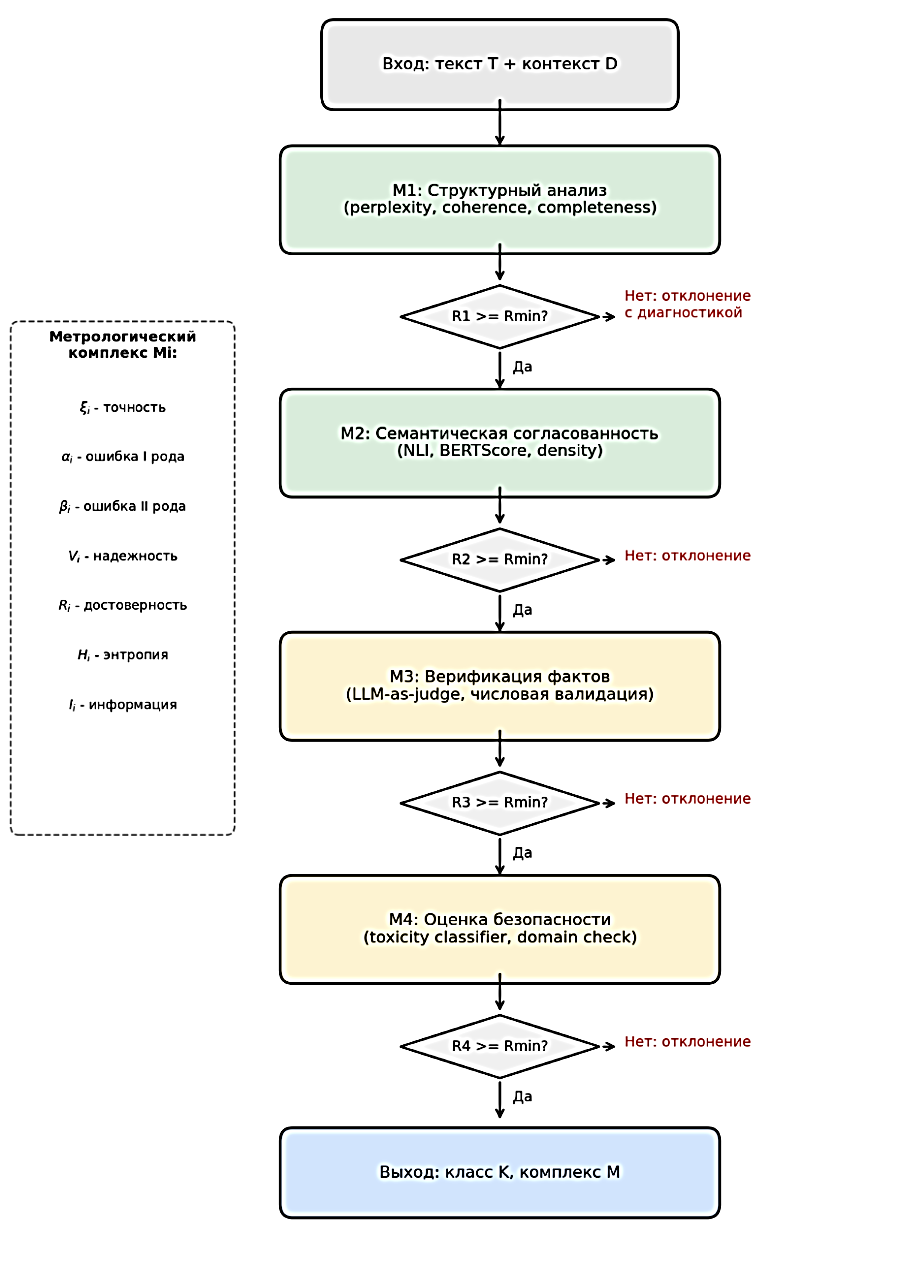 Вход: текст T + контекст D
M1: Структурный анализ
(perplexity, coherence, completeness)
R1 >= Rmin?
Нет: отклонение
с диагностикой
Да
Метрологический
комплекс Mi:
ξᵢ - точность
αᵢ - ошибка I рода
βᵢ - ошибка II рода
Vᵢ - надежность
Rᵢ - достоверность
Hᵢ - энтропия
Iᵢ - информация
M2: Семантическая согласованность
(NLI, BERTScore, density)
R2 >= Rmin?
Нет: отклонение
Да
M3: Верификация фактов
(LLM-as-judge, числовая валидация)
R3 >= Rmin?
Нет: отклонение
Да
M4: Оценка безопасности
(toxicity classifier, domain check)
R4 >= Rmin?
Нет: отклонение
Да
Выход: класс K, комплекс M